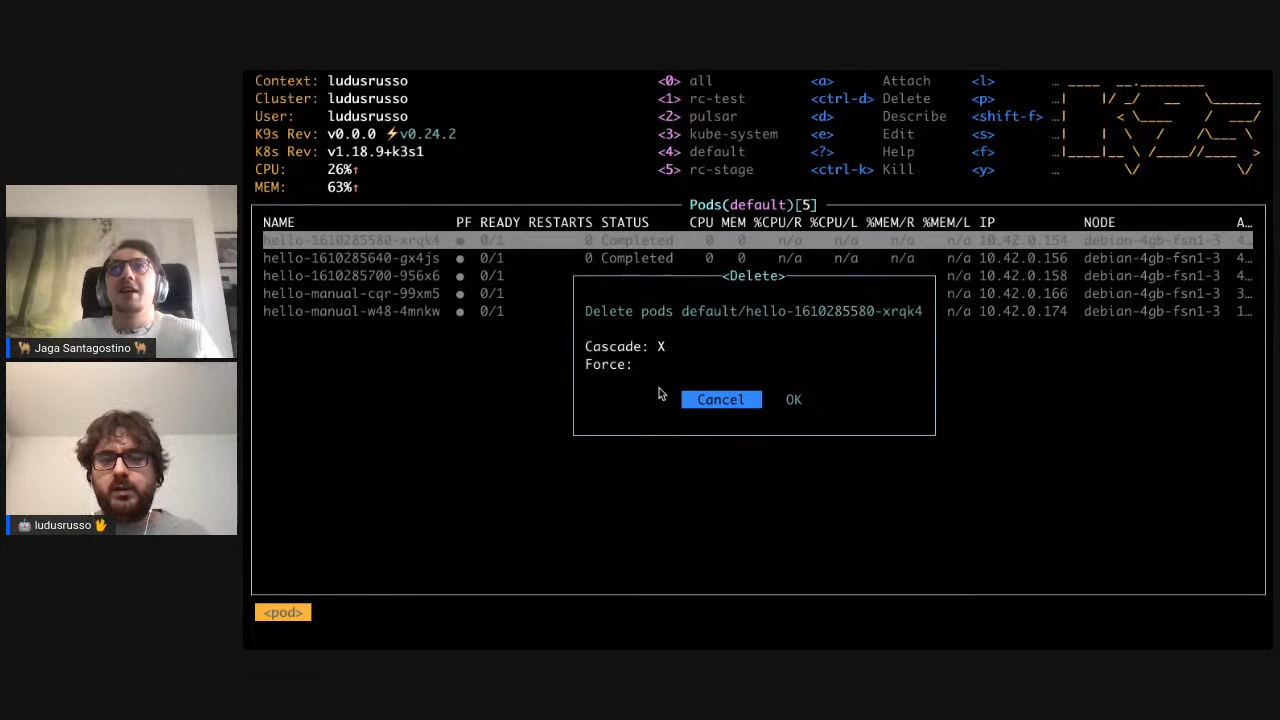 Context: ludusrusso <0> all <a> Attach <l> …
Cluster: ludusrusso <1> rc-test <ctrl-d> Delete <p> …
User: ludusrusso <2> pulsar <d> Describe <shift-f> …
K9s Rev: v0.0.0 ⚡v0.24.2 <3> kube-system <e> Edit <s> …
K8s Rev: v1.18.9+k3s1 <4> default <?> Help <f> …
CPU: 26%↑ <5> rc-stage <ctrl-k> Kill <y> …
MEM: 63%↑
Pods(default)[5]
NAME PF READY RESTARTS STATUS CPU MEM %CPU/R %CPU/L %MEM/R %MEM/L IP NODE A…
hello-1610285580-xrqk4 ● 0/1 0 Completed 0 0 n/a n/a n/a n/a 10.42.0.154 debian-4gb-fsn1-3 4…
hello-1610285640-gx4js ● 0/1 0 Completed 0 0 n/a n/a n/a n/a 10.42.0.156 debian-4gb-fsn1-3 4…
hello-1610285700-956x6 ● 0/1 n/a 10.42.0.158 debian-4gb-fsn1-3 4…
hello-manual-cqr-99xm5 ● 0/1 n/a 10.42.0.166 debian-4gb-fsn1-3 3…
hello-manual-w48-4mnkw ● 0/1 n/a 10.42.0.174 debian-4gb-fsn1-3 1…
<Delete>
Delete pods default/hello-1610285580-xrqk4
Cascade: X
Force:
Cancel OK
<pod>
🐫 Jaga Santagostino 🐫
🤖 ludusrusso 🖖